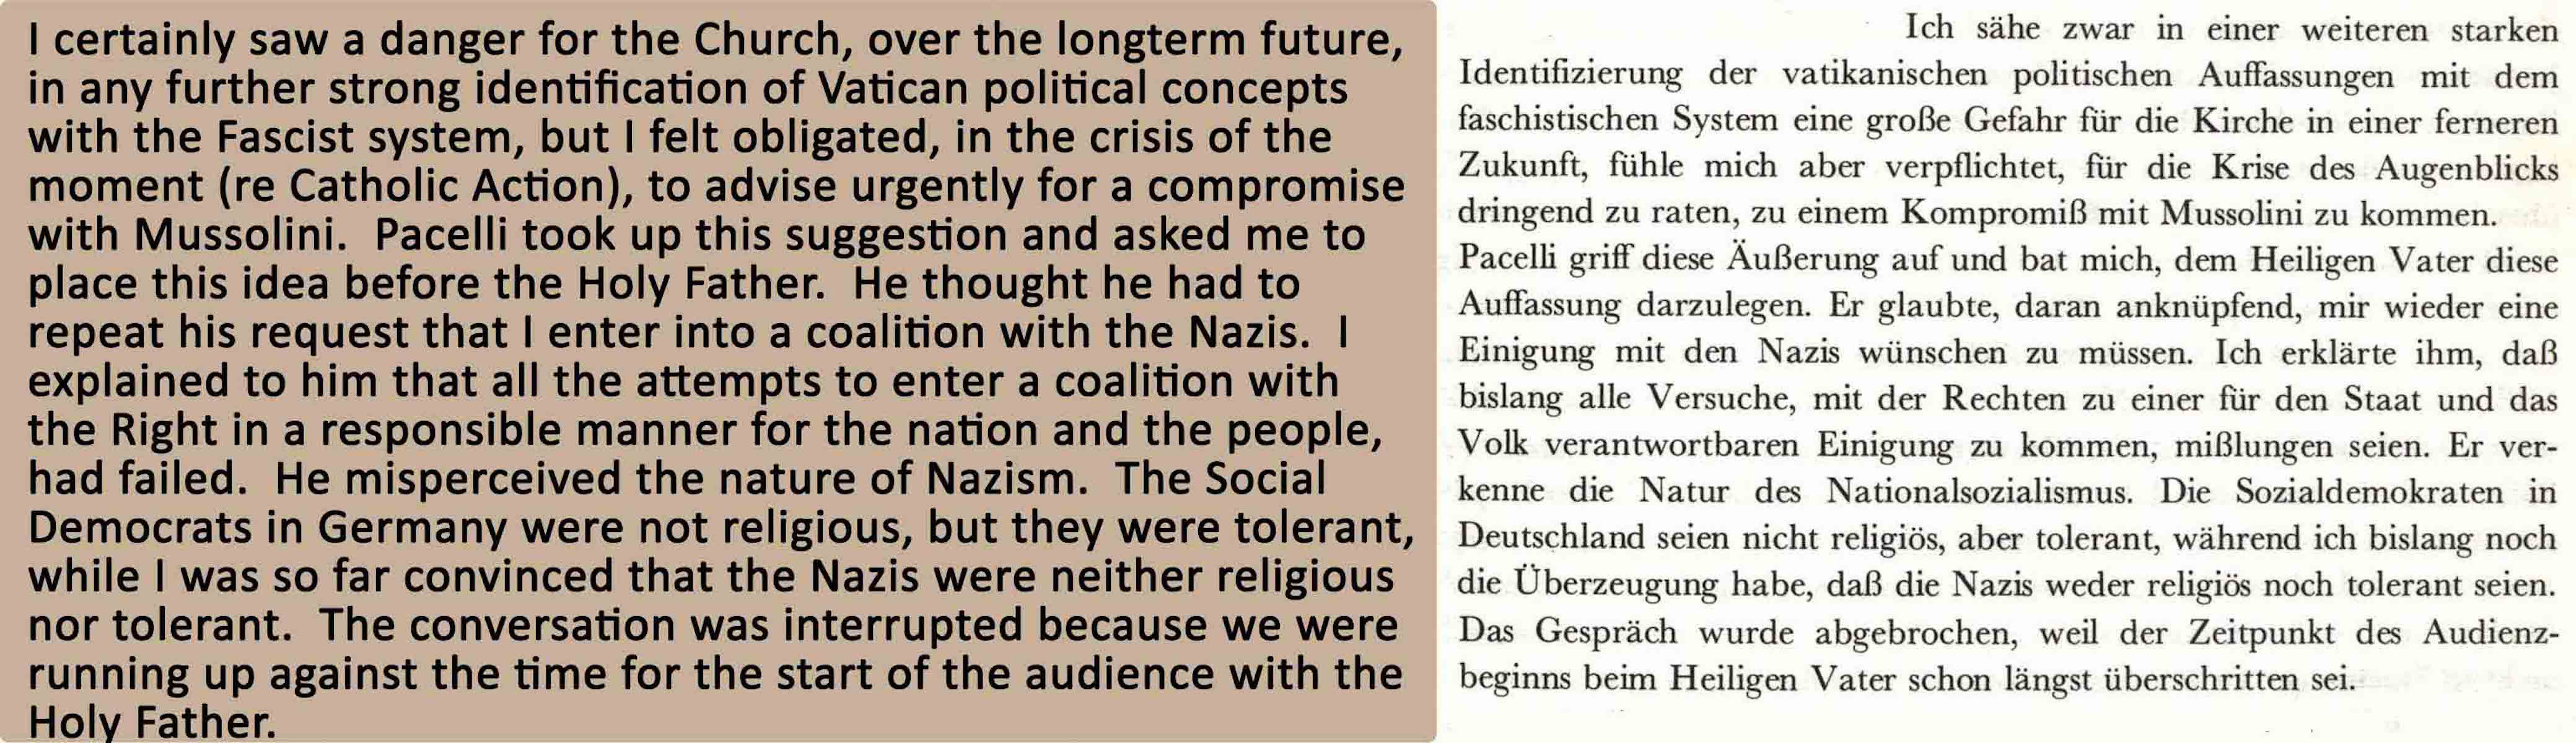 I certainly saw a danger for the Church, over the longterm future,
in any further strong identification of Vatican political concepts
with the Fascist system, but I felt obligated, in the crisis of the
moment (re Catholic Action), to advise urgently for a compromise
with Mussolini.  Pacelli took up this suggestion and asked me to
place this idea before the Holy Father.  He thought he had to
repeat his request that I enter into a coalition with the Nazis.  I
explained to him that all the attempts to enter a coalition with
the Right in a responsible manner for the nation and the people,
had failed.  He misperceived the nature of Nazism.  The Social
Democrats in Germany were not religious, but they were tolerant,
while I was so far convinced that the Nazis were neither religious
nor tolerant.  The conversation was interrupted because we were
running up against the time for the start of the audience with the
Holy Father.
Ich sähe zwar in einer weiteren starken
Identifizierung der vatikanischen politischen Auffassungen mit dem
faschistischen System eine große Gefahr für die Kirche in einer ferneren
Zukunft, fühle mich aber verpflichtet, für die Krise des Augenblicks
dringend zu raten, zu einem Kompromiß mit Mussolini zu kommen.
Pacelli griff diese Äußerung auf und bat mich, dem Heiligen Vater diese
Auffassung darzulegen. Er glaubte, daran anknüpfend, mir wieder eine
Einigung mit den Nazis wünschen zu müssen. Ich erklärte ihm, daß
bislang alle Versuche, mit der Rechten zu einer für den Staat und das
Volk verantwortbaren Einigung zu kommen, mißlungen seien. Er ver-
kenne die Natur des Nationalsozialismus. Die Sozialdemokraten in
Deutschland seien nicht religiös, aber tolerant, während ich bislang noch
die Überzeugung habe, daß die Nazis weder religiös noch tolerant seien.
Das Gespräch wurde abgebrochen, weil der Zeitpunkt des Audienz-
beginns beim Heiligen Vater schon längst überschritten sei.